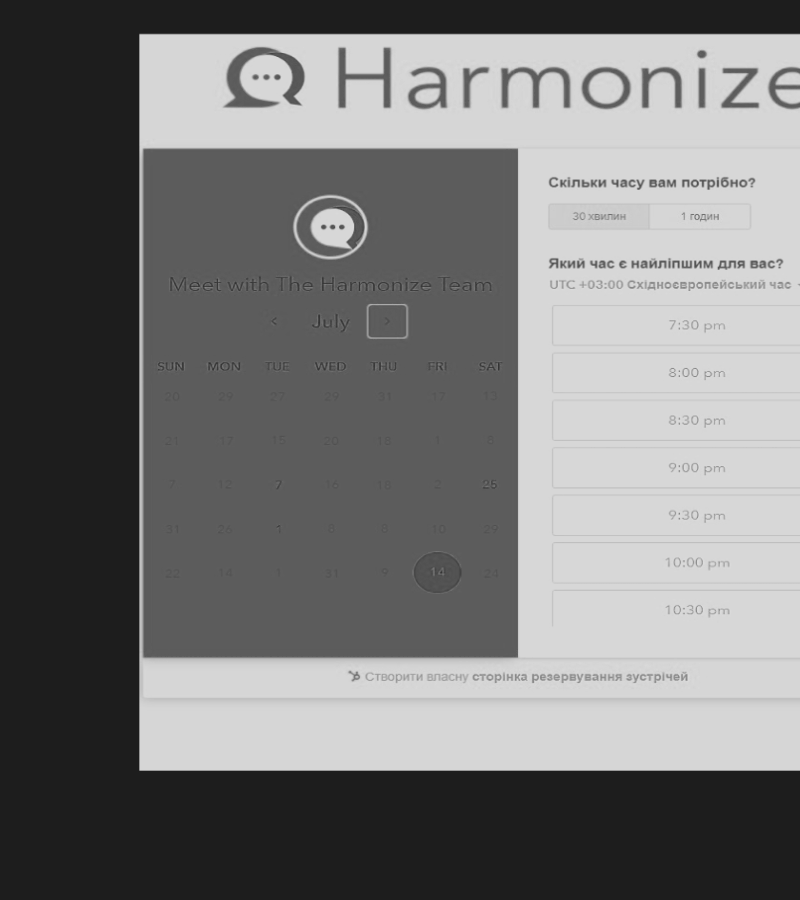 Harmonize
Meet with The Harmonize Team
< July >
SUN MON TUE WED THU FRI SAT
20 29 27 29 31 17 13
21 17 15 20 18 1 8
7 12 7 16 18 2 25
31 26 1 8 8 10 29
22 14 1 31 9 14 24
Скільки часу вам потрібно?
30 хвилин 1 годин
Який час є найліпшим для вас?
UTC +03:00 Східноєвропейський час
7:30 pm
8:00 pm
8:30 pm
9:00 pm
9:30 pm
10:00 pm
10:30 pm
Створити власну сторінка резервування зустрічей